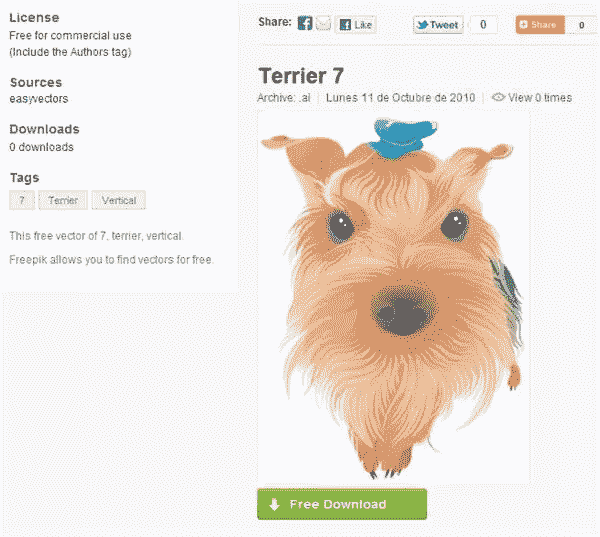 License
Free for commercial use
(Include the Authors tag)
Sources
easyvectors
Downloads
0 downloads
Tags
7 Terrier Vertical
This free vector of 7, terrier, vertical.
Freepik allows you to find vectors for free.
Share: Like Tweet 0 Share 0
Terrier 7
Archive: .ai | Lunes 11 de Octubre de 2010 | View 0 times
Free Download